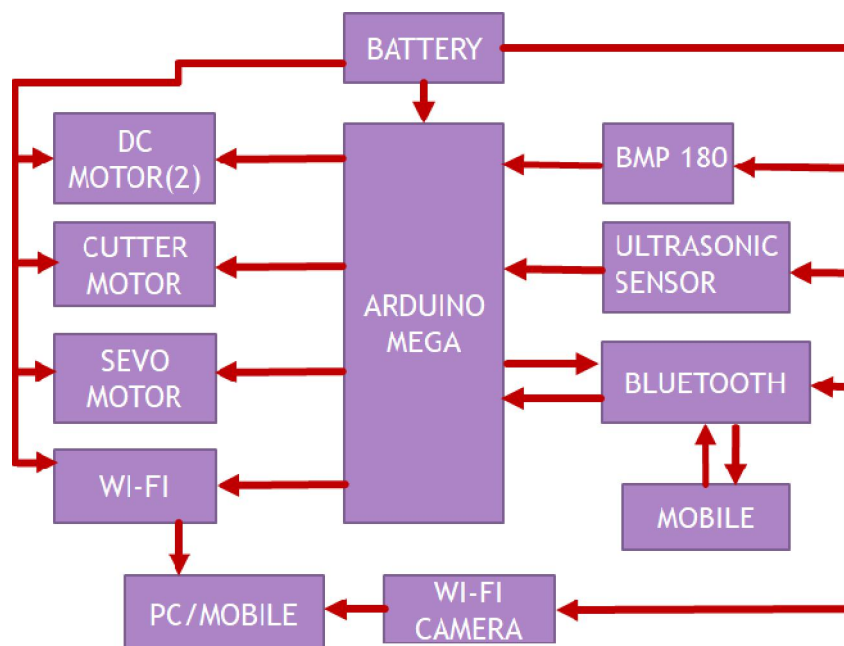 BATTERY
DC
MOTOR(2)
BMP 180
CUTTER
MOTOR
ULTRASONIC
SENSOR
ARDUINO
MEGA
SEVO
MOTOR
BLUETOOTH
WI-FI
MOBILE
PC/MOBILE
WI-FI
CAMERA